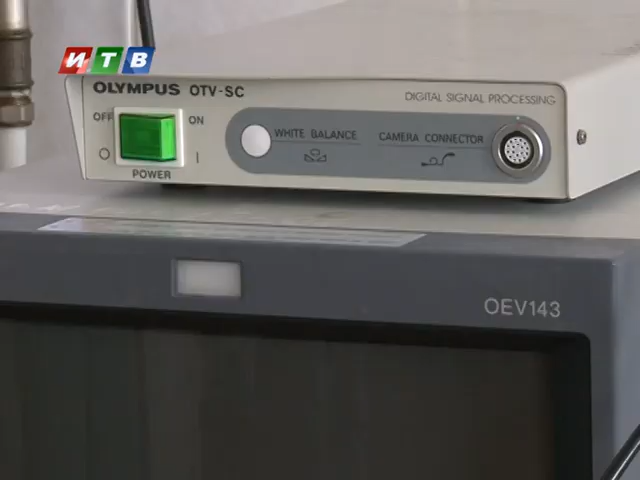 ИТВ
OLYMPUS OTV-SC
DIGITAL SIGNAL PROCESSING
OFF
ON
WHITE BALANCE
CAMERA CONNECTOR
O
I
POWER
OEV143